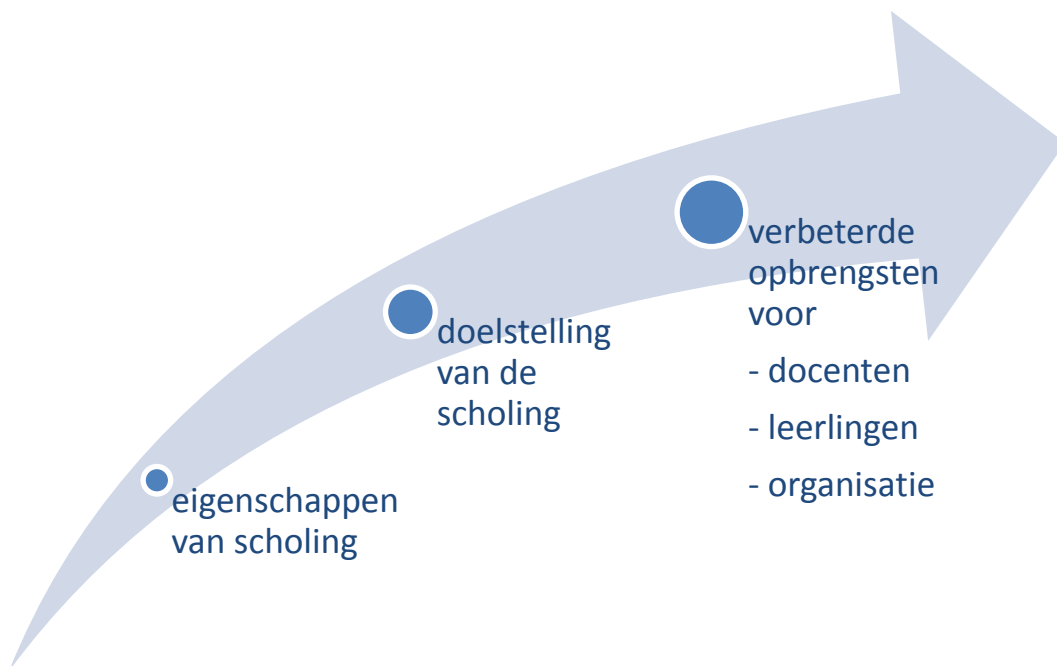 eigenschappen
van scholing
doelstelling
van de
scholing
verbeterde
opbrengsten
voor
- docenten
- leerlingen
- organisatie